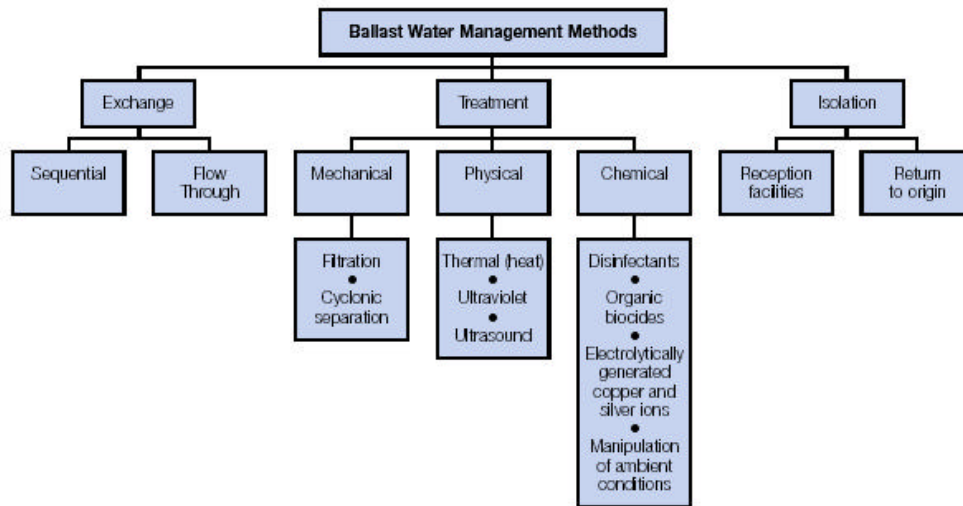 Ballast Water Management Methods
Exchange
Treatment
Isolation
Sequential
Flow
Through
Mechanical
Physical
Chemical
Reception
facilities
Return
to origin
Filtration
●
Cyclonic
separation
Thermal (heat)
●
Ultraviolet
●
Ultrasound
Disinfectants
●
Organic
biocides
●
Electrolytically
generated
copper and
silver ions
●
Manipulation
of ambient
conditions